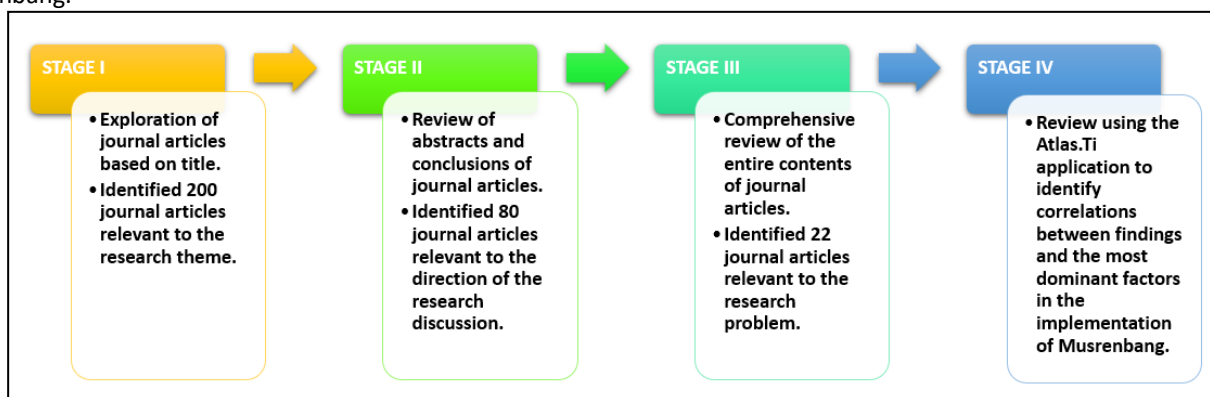 nbung.
STAGE I
• Exploration of
journal articles
based on title.
• Identified 200
journal articles
relevant to the
research theme.
STAGE II
• Review of
abstracts and
conclusions of
journal articles.
• Identified 80
journal articles
relevant to the
direction of the
research
discussion.
STAGE III
• Comprehensive
review of the
entire contents
of journal
articles.
• Identified 22
journal articles
relevant to the
research
problem.
STAGE IV
• Review using the
Atlas.Ti
application to
identify
correlations
between findings
and the most
dominant factors
in the
implementation
of Musrenbang.